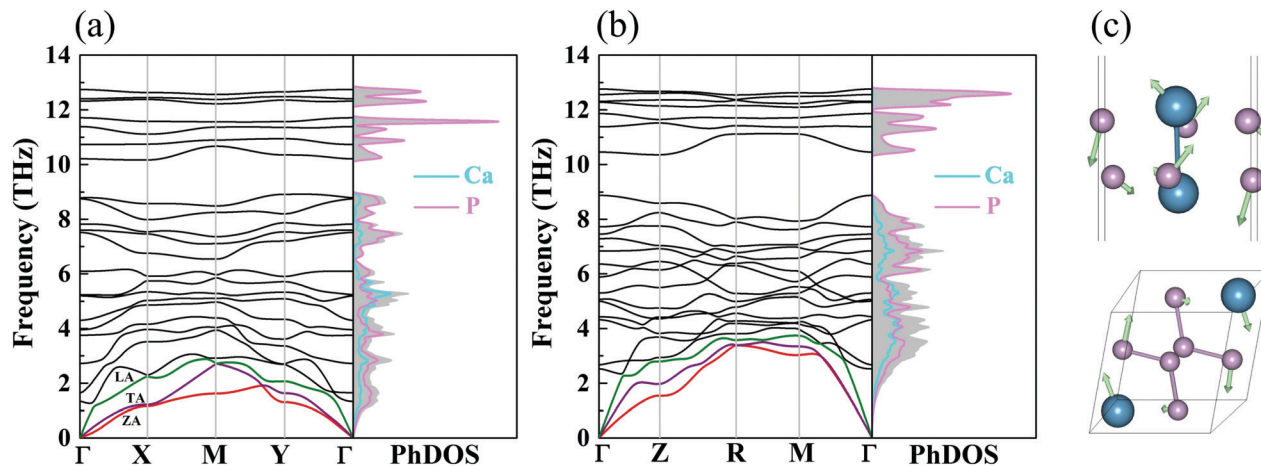 (a)
Frequency (THz)
14
12
10
8
6
4
2
0
LA
TA
ZA
Γ X M Y Γ
Ca
P
PhDOS
(b)
Frequency (THz)
14
12
10
8
6
4
2
0
Γ Z R M Γ
Ca
P
PhDOS
(c)